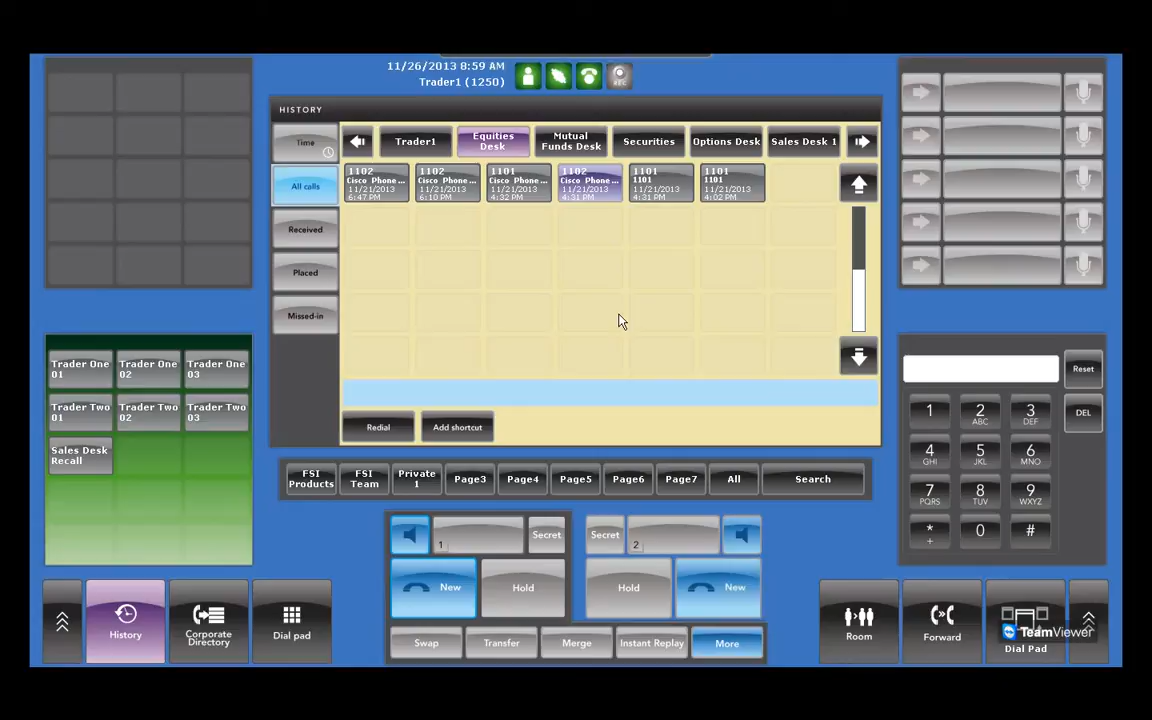 11/26/2013 8:59 AM
Trader1 (1250)
REC
HISTORY
Time
All calls
Received
Placed
Missed-in
Trader1
Equities
Desk
Mutual
Funds Desk
Securities
Options Desk
Sales Desk 1
1102
Cisco Phone ...
11/21/2013
6:47 PM
1102
Cisco Phone ...
11/21/2013
6:10 PM
1101
Cisco Phone ...
11/21/2013
4:32 PM
1102
Cisco Phone ...
11/21/2013
4:31 PM
1101
1101
11/21/2013
4:31 PM
1101
1101
11/21/2013
4:02 PM
Redial
Add shortcut
FSI
Products
FSI
Team
Private
1
Page3
Page4
Page5
Page6
Page7
All
Search
Trader One
01
Trader One
02
Trader One
03
Trader Two
01
Trader Two
02
Trader Two
03
Sales Desk
Recall
Reset
DEL
1
2
ABC
3
DEF
4
GHI
5
JKL
6
MNO
7
PQRS
8
TUV
9
WXYZ
*
+
0
#
1
Secret
New
Hold
Secret
2
Hold
New
Swap
Transfer
Merge
Instant Replay
More
History
Corporate
Directory
Dial pad
Room
Forward
TeamViewer
Dial Pad